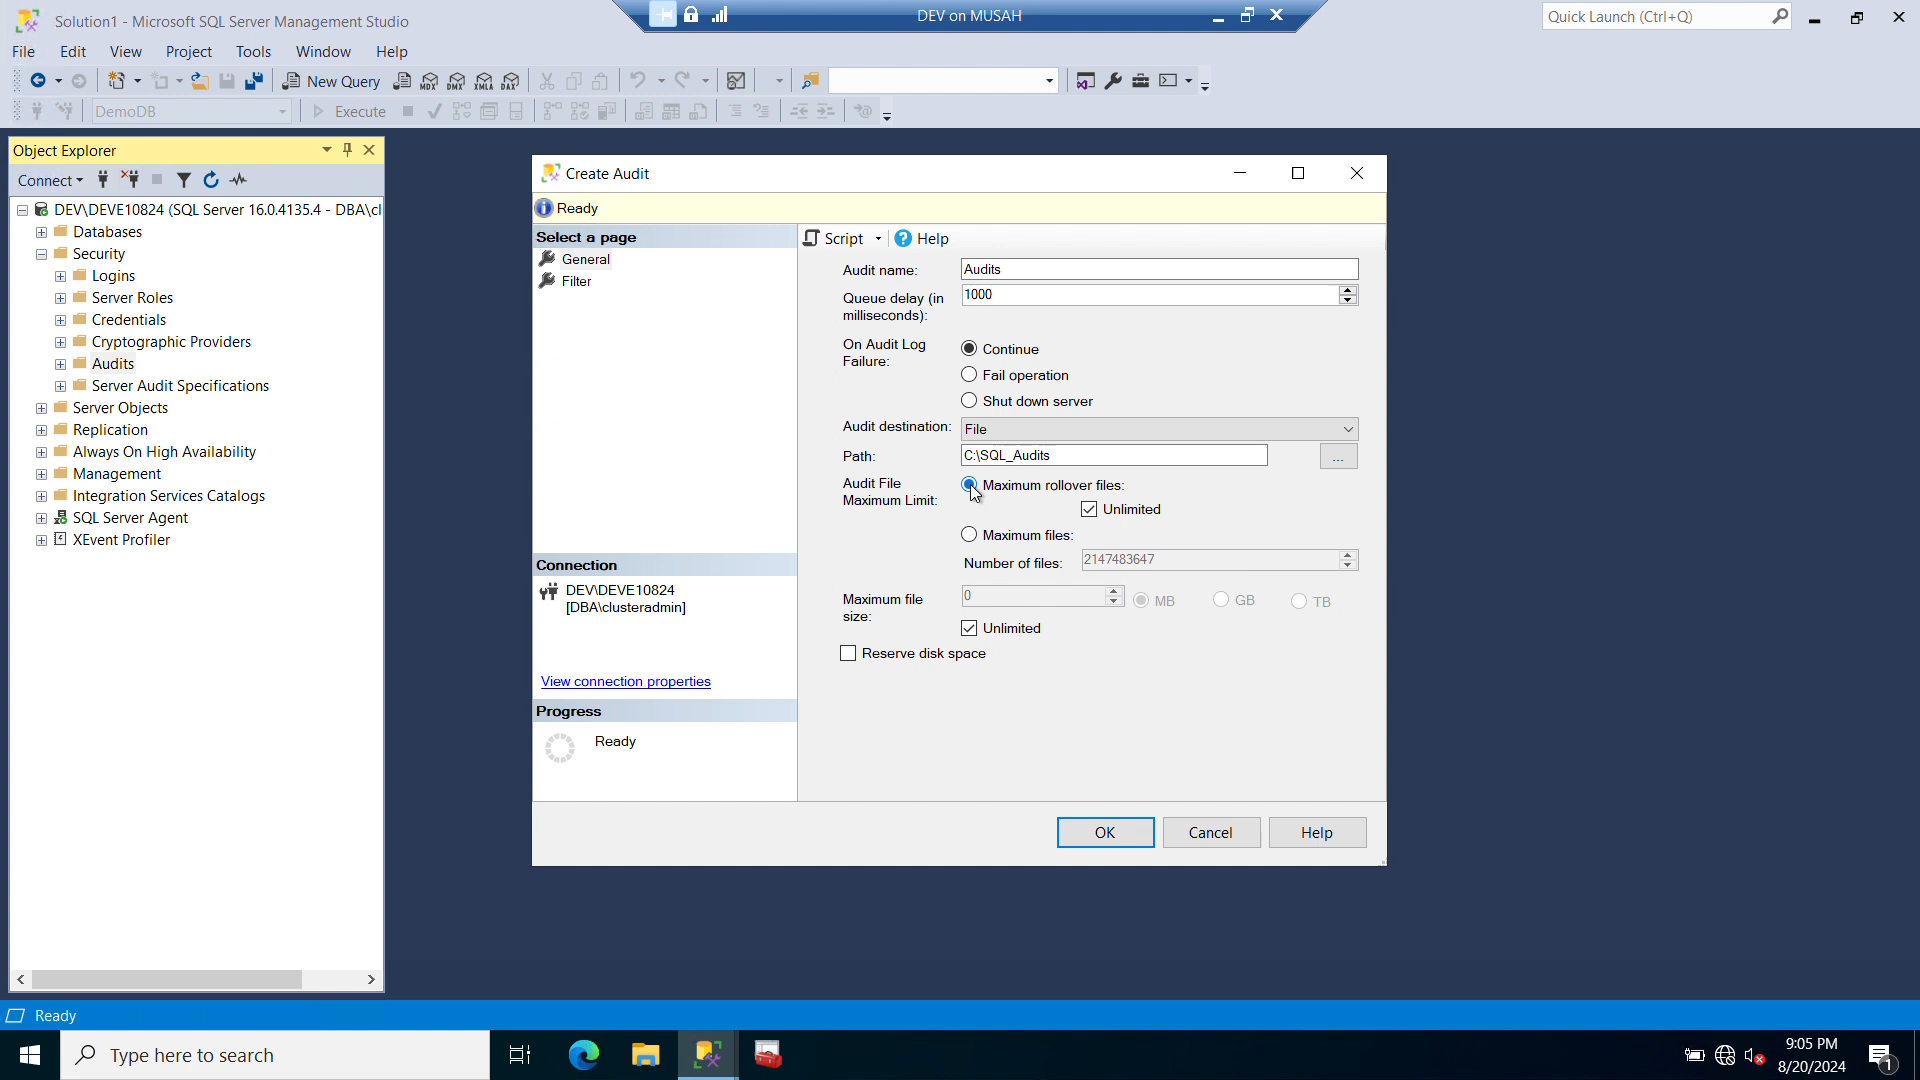 Solution1 - Microsoft SQL Server Management Studio
DEV on MUSAH
Quick Launch (Ctrl+Q)
File Edit View Project Tools Window Help
New Query MDX DMX XMLA DAX
DemoDB Execute
Object Explorer
Connect
DEV\DEVE10824 (SQL Server 16.0.4135.4 - DBA\cl
Databases
Security
Logins
Server Roles
Credentials
Cryptographic Providers
Audits
Server Audit Specifications
Server Objects
Replication
Always On High Availability
Management
Integration Services Catalogs
SQL Server Agent
XEvent Profiler
Create Audit
Ready
Select a page
General
Filter
Connection
DEV\DEVE10824
[DBA\clusteradmin]
View connection properties
Progress
Ready
Script Help
Audit name: Audits
Queue delay (in
milliseconds): 1000
On Audit Log
Failure:
Continue
Fail operation
Shut down server
Audit destination: File
Path: C:\SQL_Audits ...
Audit File
Maximum Limit:
Maximum rollover files:
Unlimited
Maximum files:
Number of files: 2147483647
Maximum file
size:
0 MB GB TB
Unlimited
Reserve disk space
OK Cancel Help
Ready
Type here to search
9:05 PM
8/20/2024
1